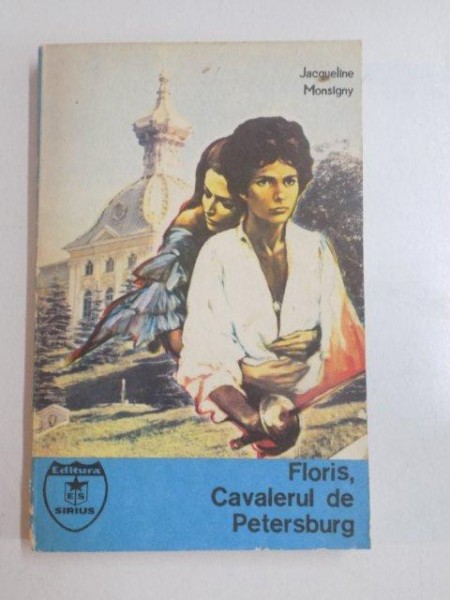 Jacqueline
Monsigny
Floris,
Cavalerul de
Petersburg
Editura
ES
SIRIUS